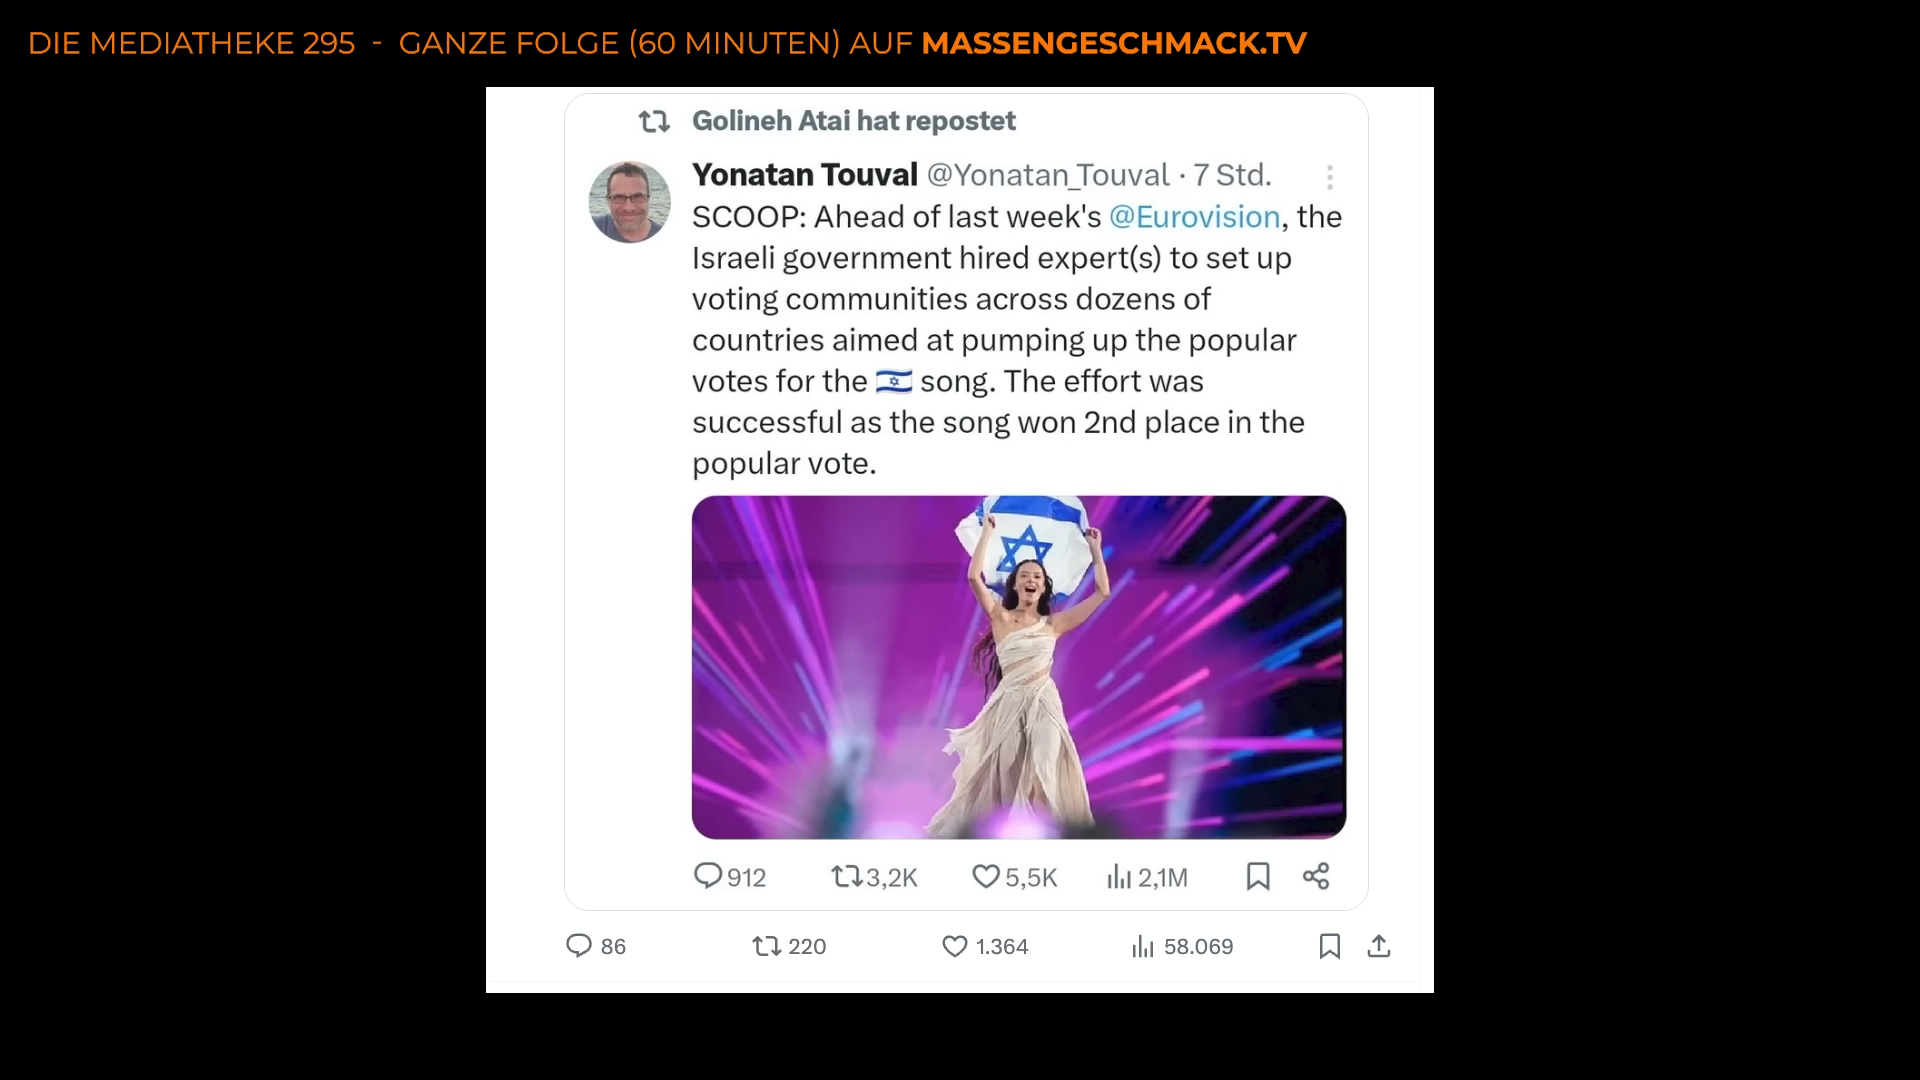 DIE MEDIATHEKE 295 - GANZE FOLGE (60 MINUTEN) AUF MASSENGESCHMACK.TV
Golineh Atai hat repostet
Yonatan Touval @Yonatan_Touval · 7 Std.
SCOOP: Ahead of last week's @Eurovision, the
Israeli government hired expert(s) to set up
voting communities across dozens of
countries aimed at pumping up the popular
votes for the 🇮🇱 song. The effort was
successful as the song won 2nd place in the
popular vote.
912 3,2K 5,5K 2,1M
86 220 1.364 58.069